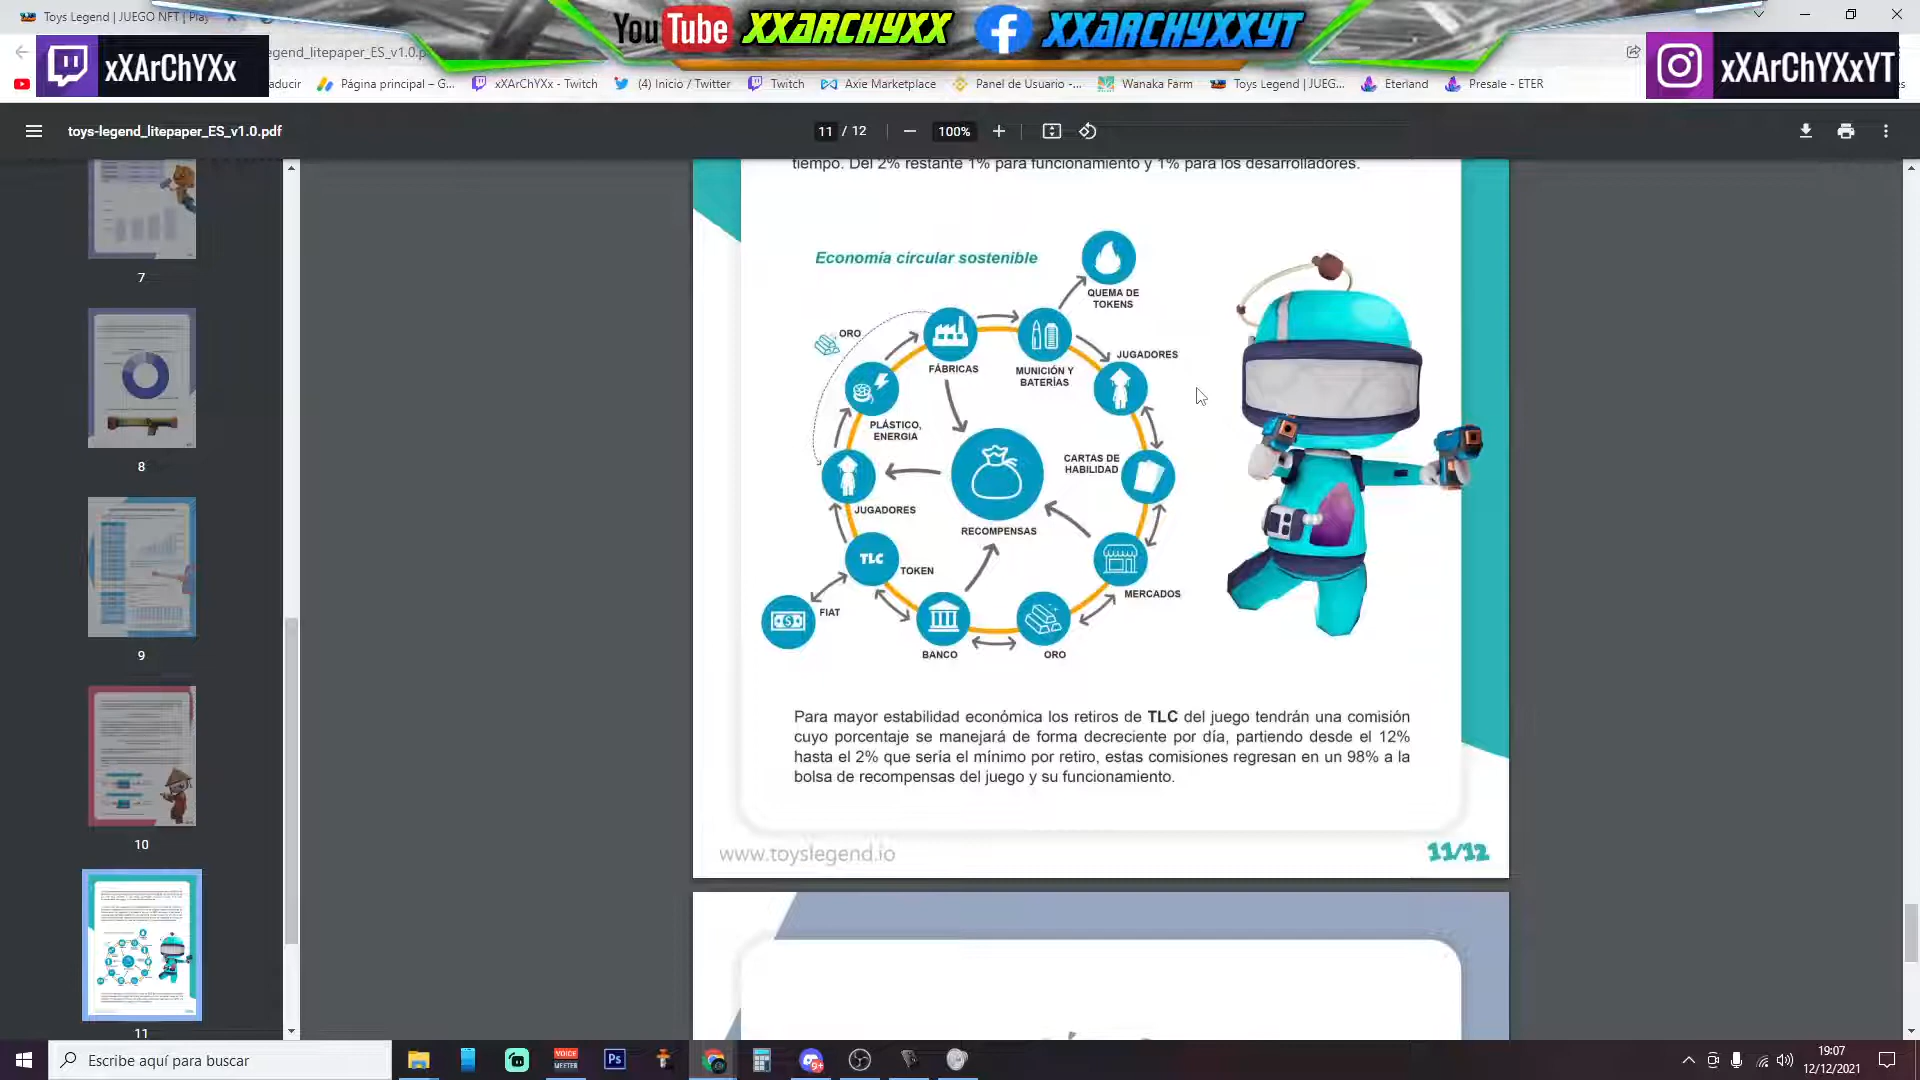 Toys Legend | JUEGO NFT | Play
YouTube xXARCHYXX
xXARCHYXXYT
xXArChYXx
egend_litepaper_ES_v1.0.p
xXArChYXxYT
aducir
Página principal – G...
xXArChYXx - Twitch
(4) Inicio / Twitter
Twitch
Axie Marketplace
Panel de Usuario -...
Wanaka Farm
Toys Legend | JUEG...
Eterland
Presale - ETER
toys-legend_litepaper_ES_v1.0.pdf
11 / 12
100%
tiempo. Del 2% restante 1% para funcionamiento y 1% para los desarrolladores.
Economía circular sostenible
QUEMA DE
TOKENS
ORO
FÁBRICAS
MUNICIÓN Y
BATERÍAS
JUGADORES
PLÁSTICO,
ENERGIA
CARTAS DE
HABILIDAD
JUGADORES
RECOMPENSAS
TLC
TOKEN
MERCADOS
FIAT
BANCO
ORO
Para mayor estabilidad económica los retiros de TLC del juego tendrán una comisión
cuyo porcentaje se manejará de forma decreciente por día, partiendo desde el 12%
hasta el 2% que sería el mínimo por retiro, estas comisiones regresan en un 98% a la
bolsa de recompensas del juego y su funcionamiento.
www.toyslegend.io
11/12
7
8
9
10
11
Escribe aquí para buscar
VOICE
MEETER
Ps
9+
19:07
12/12/2021